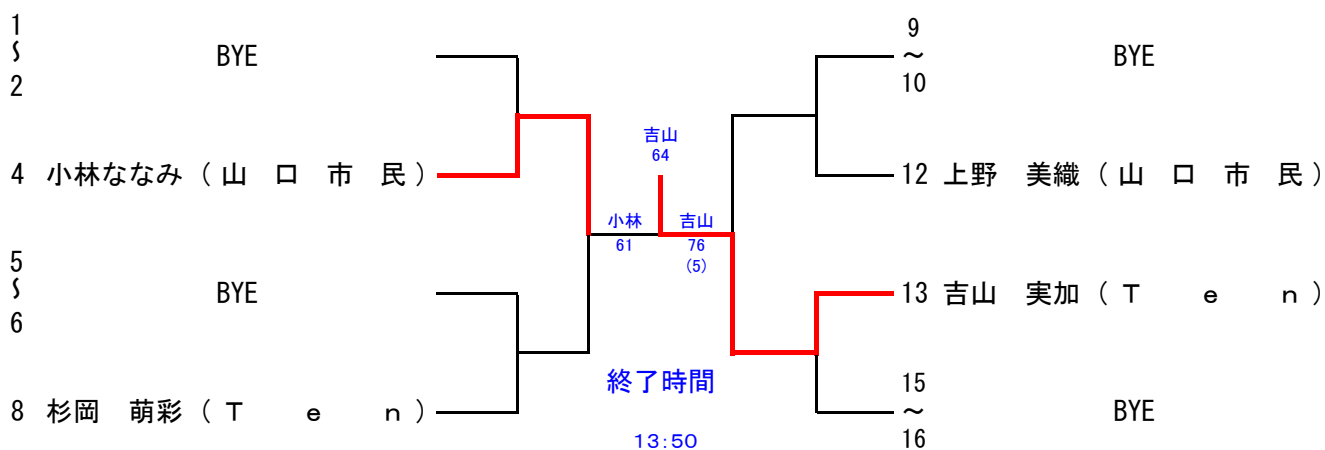 1
〜
2
BYE
4 小林ななみ (山 口 市 民)
5
〜
6
BYE
8 杉岡 萌彩 (Ｔ ｅ ｎ)
吉山
64
小林
61
吉山
76
(5)
終了時間
13:50
9
～
10
BYE
12 上野 美織 (山 口 市 民)
13 吉山 実加 (Ｔ ｅ ｎ)
15
～
16
BYE